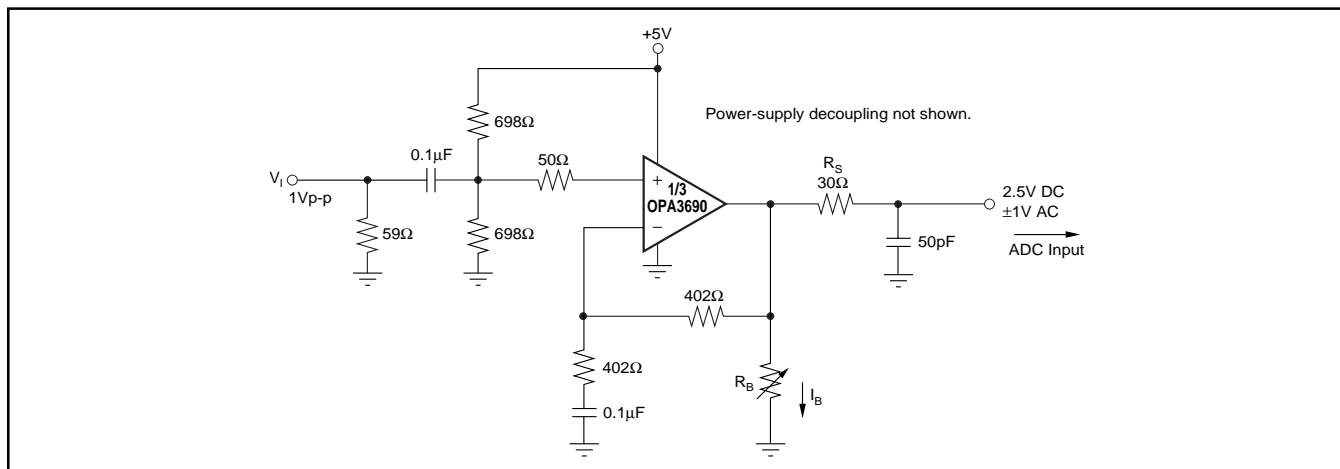 +5V
Power-supply decoupling not shown.
698Ω
0.1μF
50Ω
V_I
1Vp-p
59Ω
698Ω
+
1/3
OPA3690
−
R_S
30Ω
2.5V DC
±1V AC
ADC Input
50pF
402Ω
402Ω
0.1μF
R_B
I_B